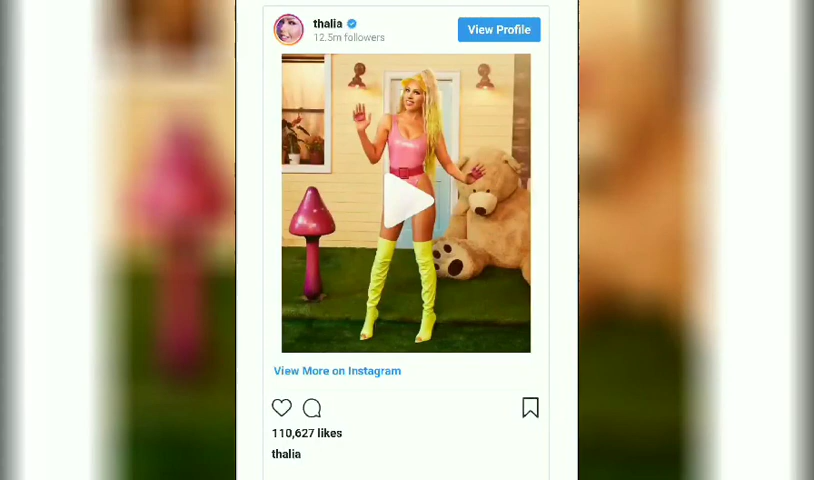 thalia
12.5m followers
View Profile
View More on Instagram
110,627 likes
thalia